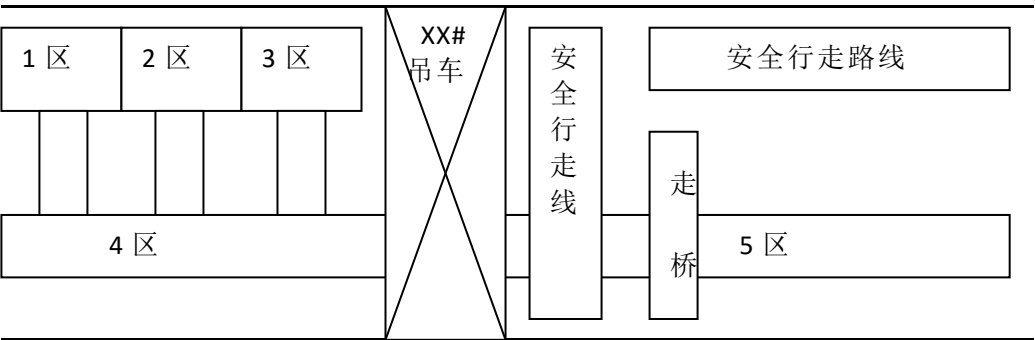 1 区
2 区
3 区
XX#
吊车
安全行走线
安全行走路线
走桥
4 区
5 区